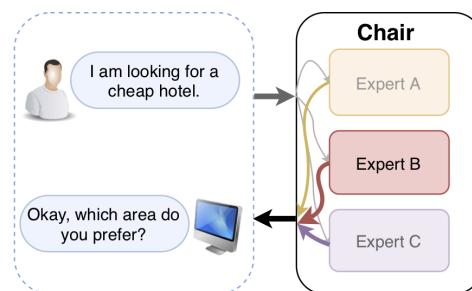 Chair
I am looking for a
cheap hotel.
Expert A
Expert B
Okay, which area do
you prefer?
Expert C